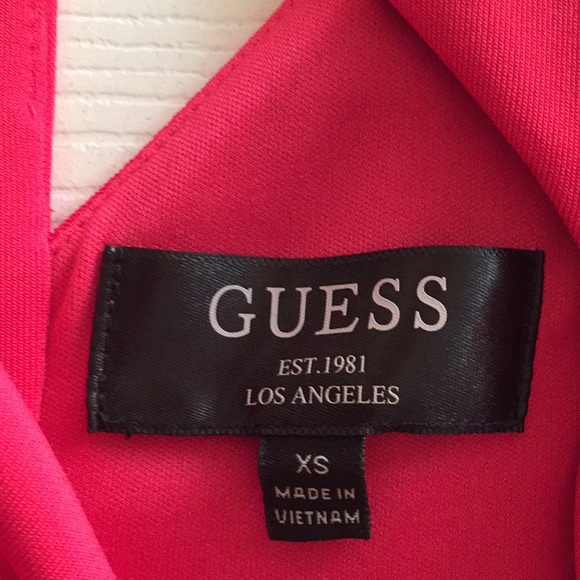 GUESS
EST.1981
LOS ANGELES
XS
MADE IN
VIETNAM